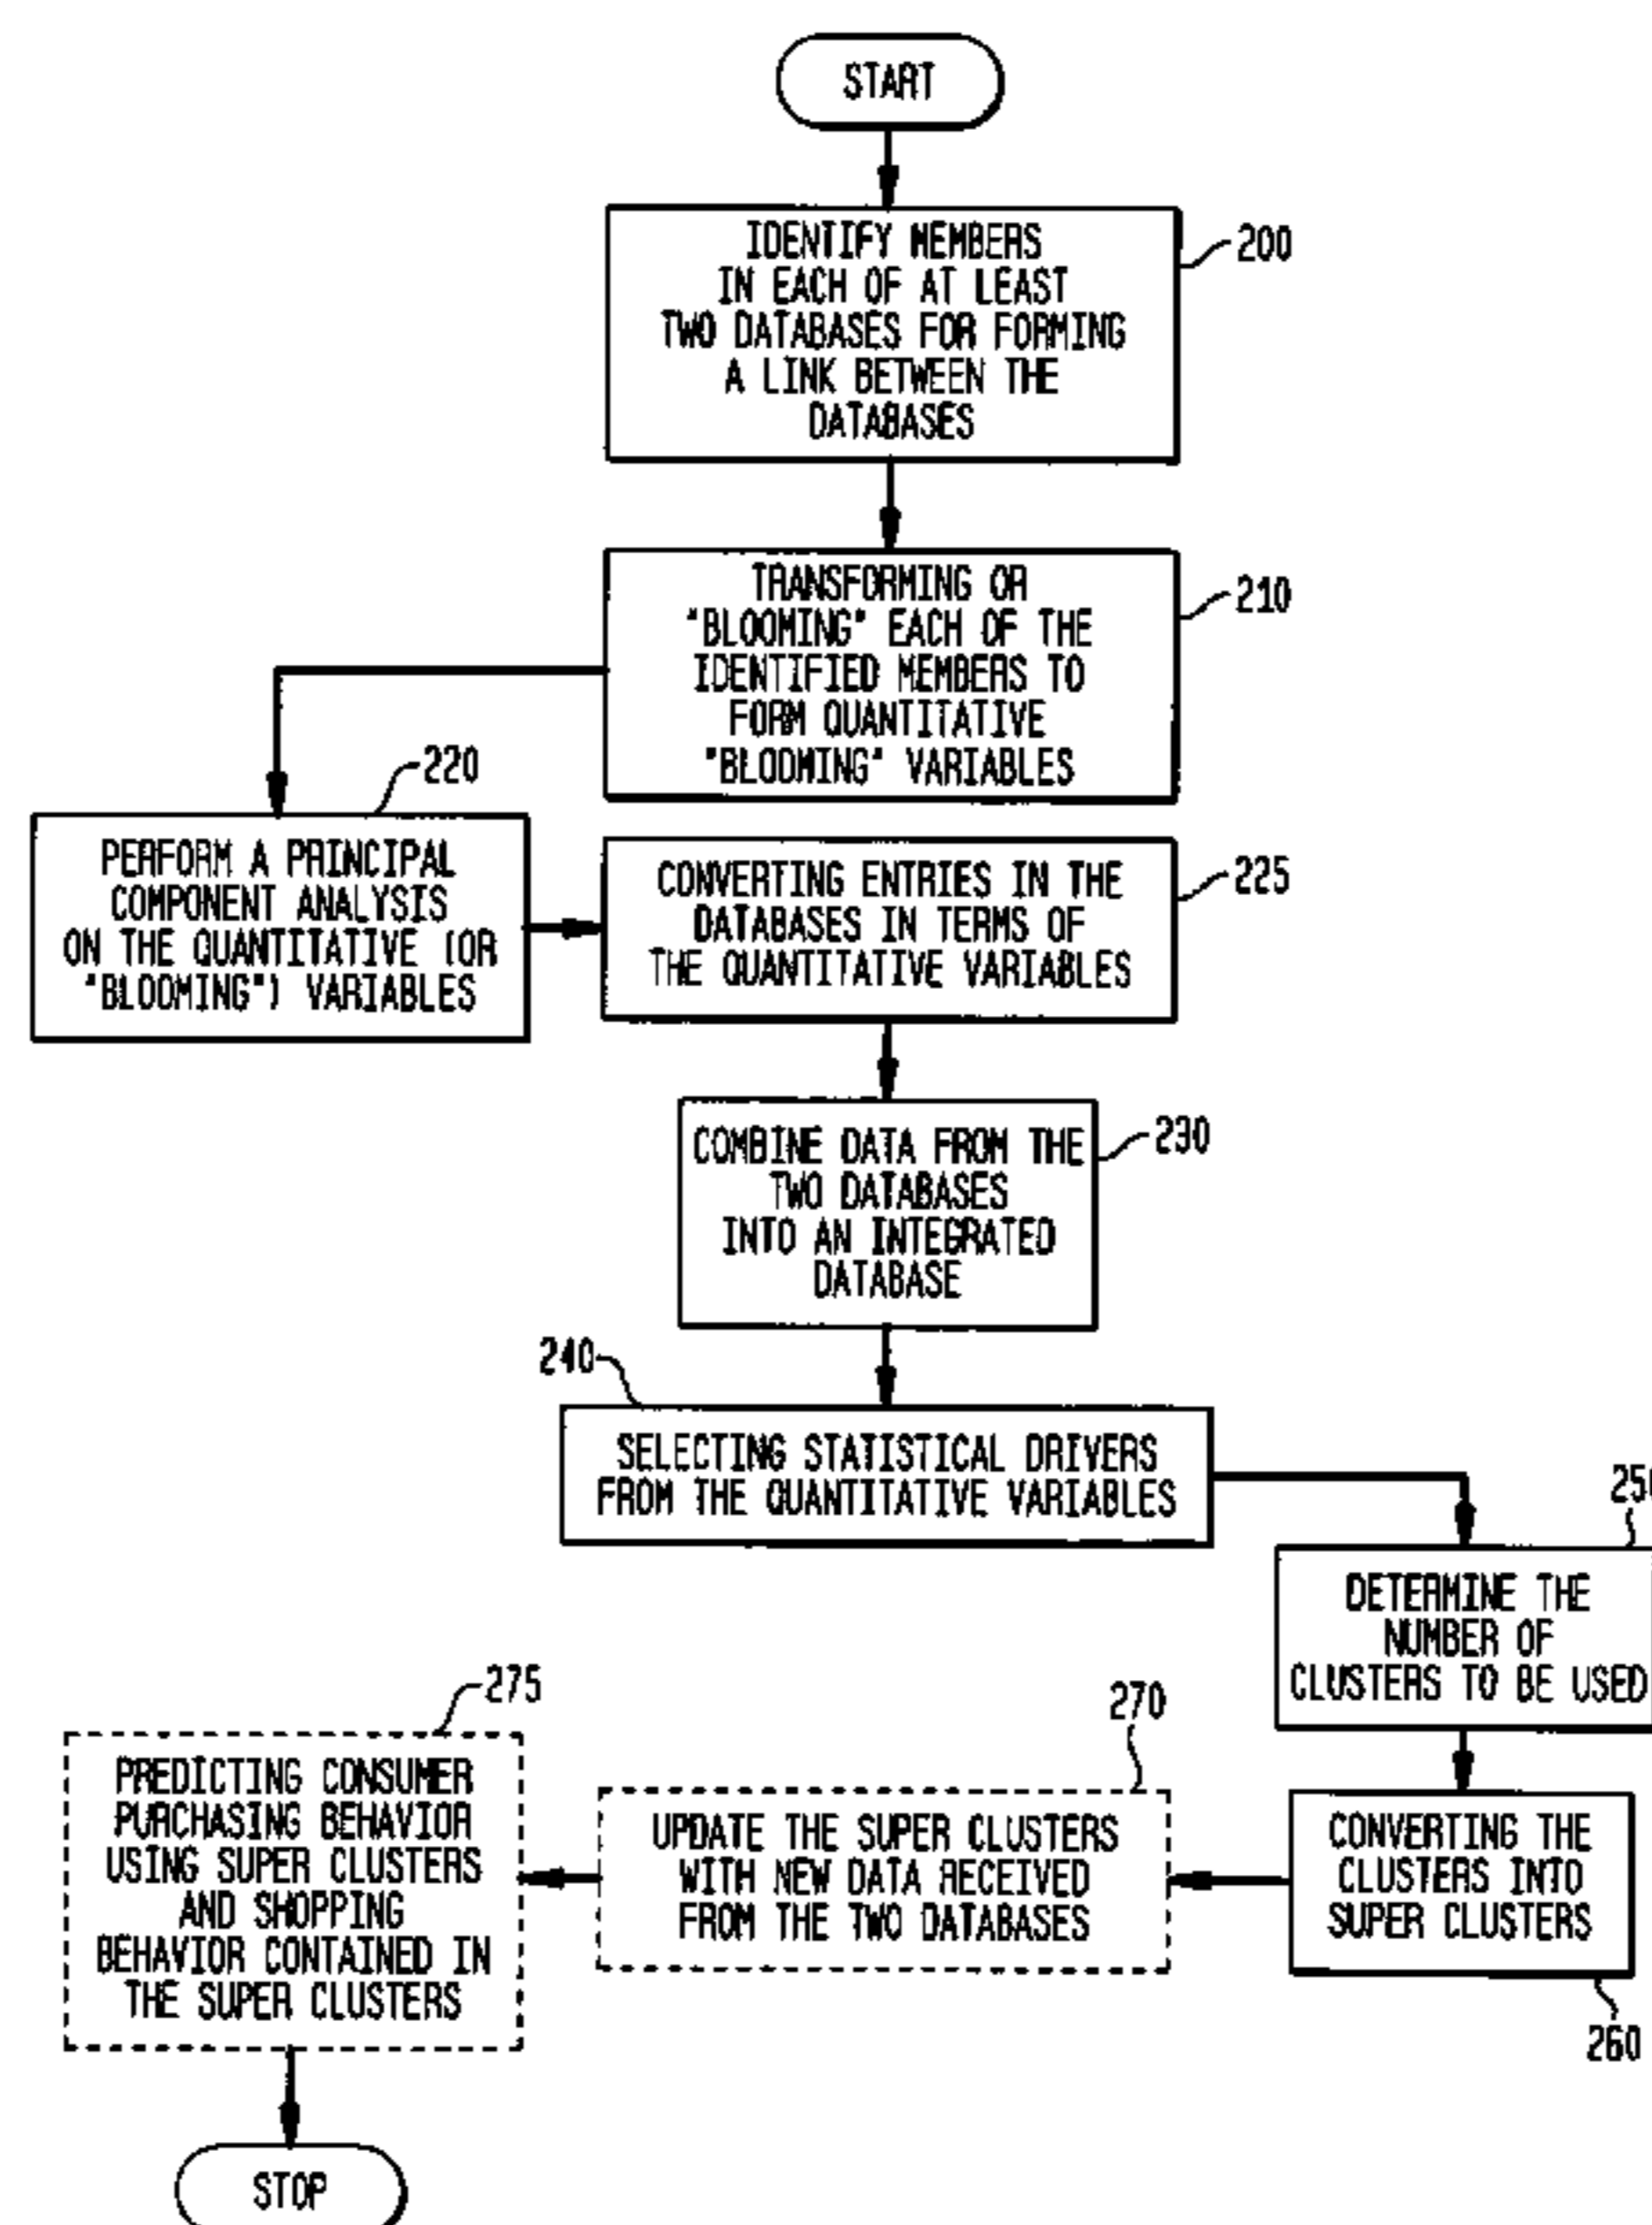 START
IDENTIFY MEMBERS
IN EACH OF AT LEAST
TWO DATABASES FOR FORMING
A LINK BETWEEN THE
DATABASES
200
TRANSFORMING OR
"BLOOMING" EACH OF THE
IDENTIFIED MEMBERS TO
FORM QUANTITATIVE
"BLOOMING" VARIABLES
210
220
PERFORM A PRINCIPAL
COMPONENT ANALYSIS
ON THE QUANTITATIVE (OR
"BLOOMING") VARIABLES
CONVERTING ENTRIES IN THE
DATABASES IN TERMS OF
THE QUANTITATIVE VARIABLES
225
COMBINE DATA FROM THE
TWO DATABASES
INTO AN INTEGRATED
DATABASE
230
240
SELECTING STATISTICAL DRIVERS
FROM THE QUANTITATIVE VARIABLES
250
DETERMINE THE
NUMBER OF
CLUSTERS TO BE USED
CONVERTING THE
CLUSTERS INTO
SUPER CLUSTERS
260
270
UPDATE THE SUPER CLUSTERS
WITH NEW DATA RECEIVED
FROM THE TWO DATABASES
275
PREDICTING CONSUMER
PURCHASING BEHAVIOR
USING SUPER CLUSTERS
AND SHOPPING
BEHAVIOR CONTAINED IN
THE SUPER CLUSTERS
STOP